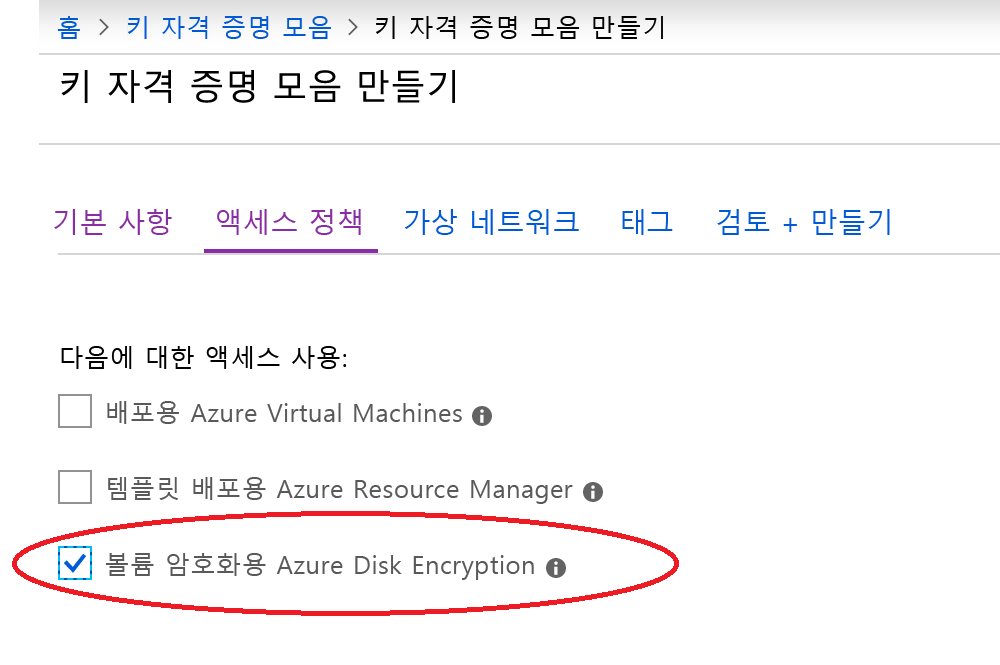 홈 > 키 자격 증명 모음 > 키 자격 증명 모음 만들기
키 자격 증명 모음 만들기
기본 사항 액세스 정책 가상 네트워크 태그 검토 + 만들기
다음에 대한 액세스 사용:
배포용 Azure Virtual Machines
템플릿 배포용 Azure Resource Manager
볼륨 암호화용 Azure Disk Encryption